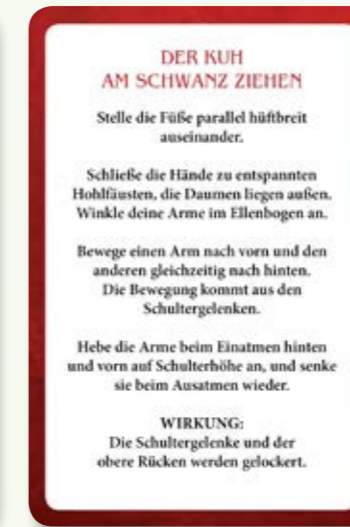 DER KUH
AM SCHWANZ ZIEHEN
Stelle die Füße parallel hüftbreit
auseinander.
Schließe die Hände zu entspannten
Hohlfäusten, die Daumen liegen außen.
Winkle deine Arme im Ellenbogen an.
Bewege einen Arm nach vorn und den
anderen gleichzeitig nach hinten.
Die Bewegung kommt aus den
Schultergelenken.
Hebe die Arme beim Einatmen hinten
und vorn auf Schulterhöhe an, und senke
sie beim Ausatmen wieder.
WIRKUNG:
Die Schultergelenke und der
obere Rücken werden gelockert.